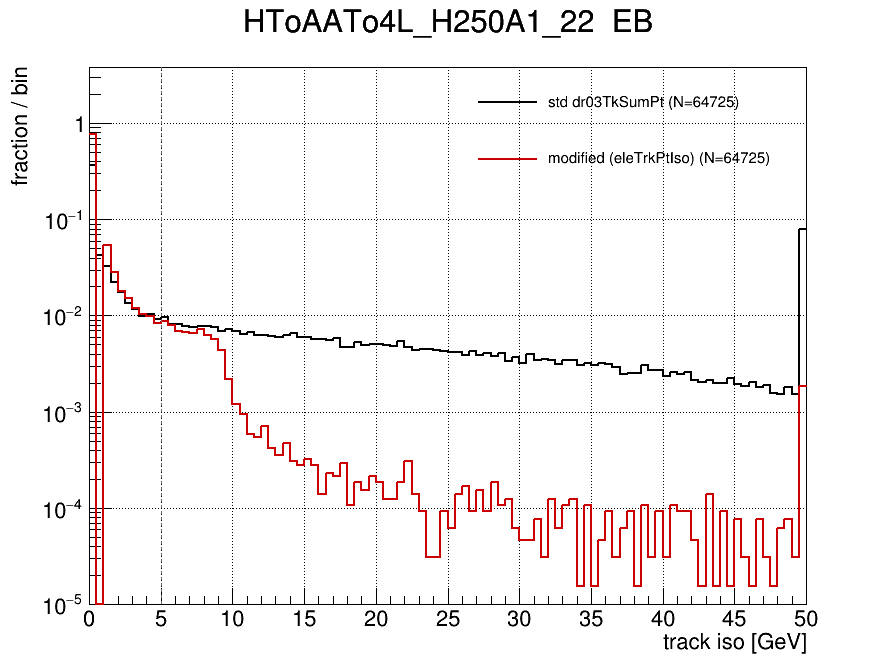 HToAATo4L_H250A1_22 EB
fraction / bin
std dr03TkSumPt (N=64725)
modified (eleTrkPtIso) (N=64725)
1
10⁻¹
10⁻²
10⁻³
10⁻⁴
10⁻⁵
0 5 10 15 20 25 30 35 40 45 50
track iso [GeV]